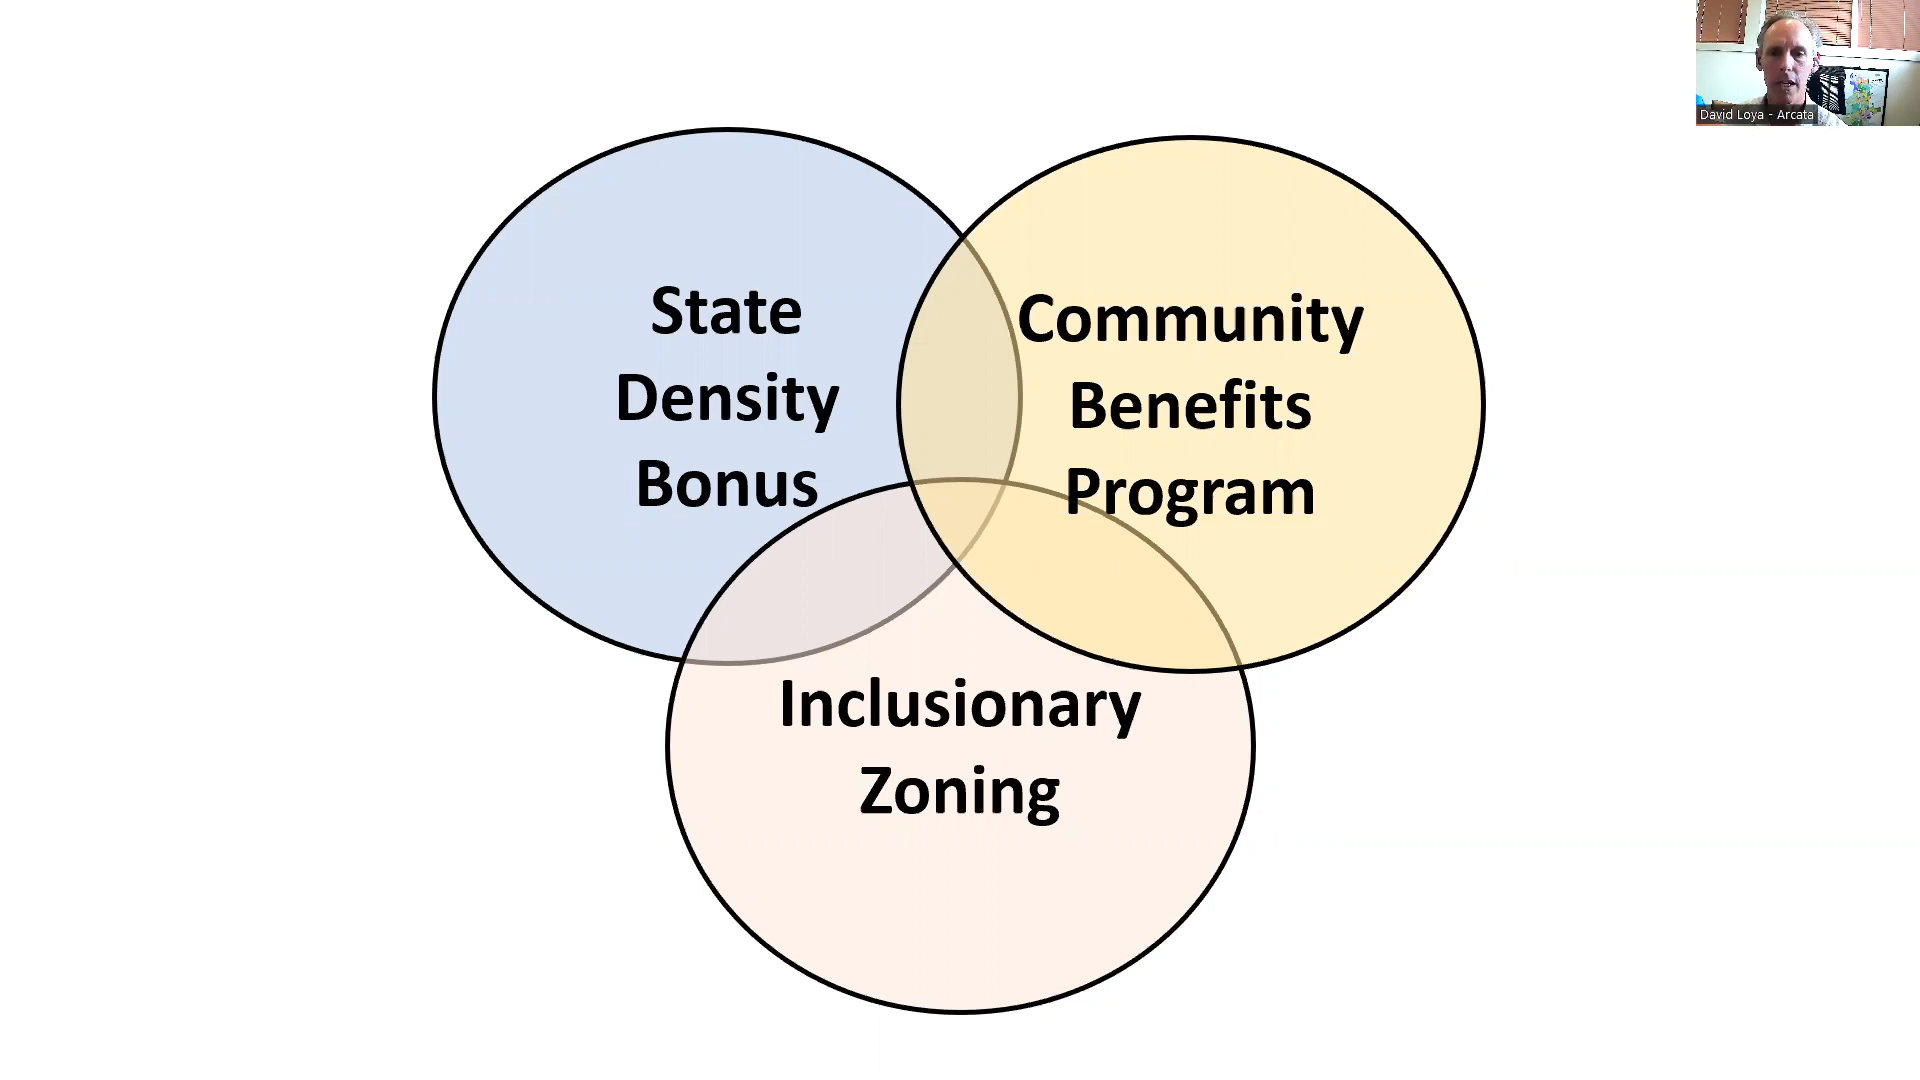 David Loya - Arcata
State
Density
Bonus
Community
Benefits
Program
Inclusionary
Zoning